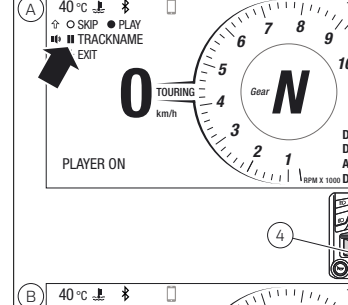 A
40 °C
SKIP PLAY
TRACKNAME
EXIT
0
TOURING
km/h
PLAYER ON
Gear
N
1
2
3
4
5
6
7
8
9
10
RPM X 1000
D
D
A
D
4
B
40 °C